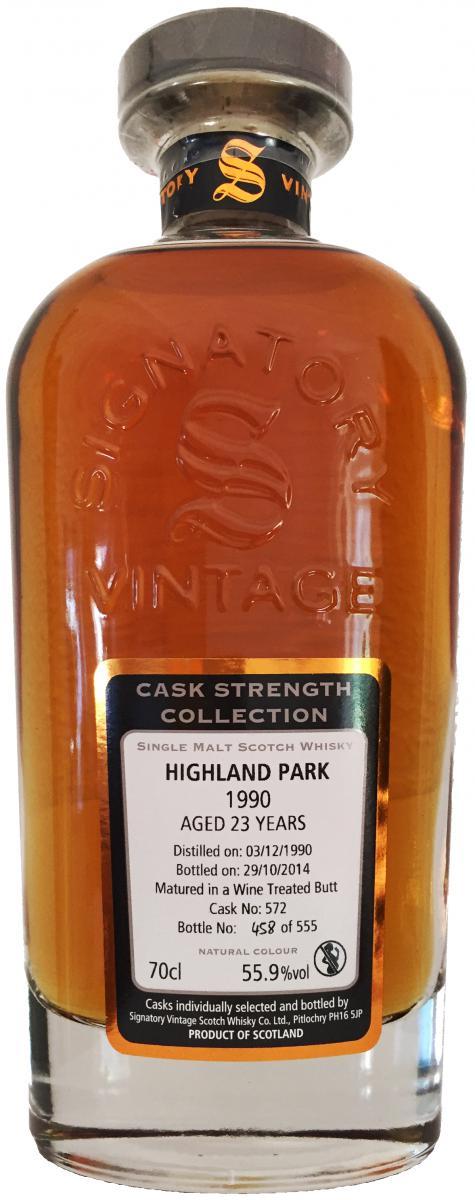 TORY S VIN
SIGNATORY
S
VINTAGE
CASK STRENGTH
COLLECTION
SINGLE MALT SCOTCH WHISKY
HIGHLAND PARK
1990
AGED 23 YEARS
Distilled on: 03/12/1990
Bottled on: 29/10/2014
Matured in a Wine Treated Butt
Cask No: 572
Bottle No: 458 of 555
NATURAL COLOUR
70cl 55.9%vol
Casks individually selected and bottled by
Signatory Vintage Scotch Whisky Co. Ltd., Pitlochry PH16 5JP
PRODUCT OF SCOTLAND